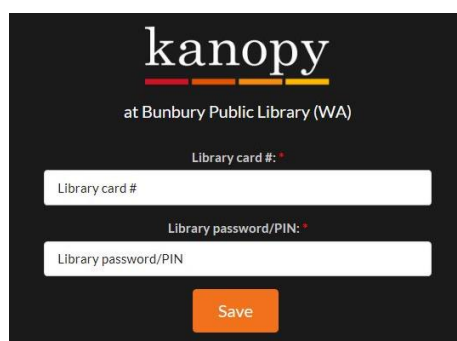 kanopy
at Bunbury Public Library (WA)
Library card #: *
Library card #
Library password/PIN: *
Library password/PIN
Save